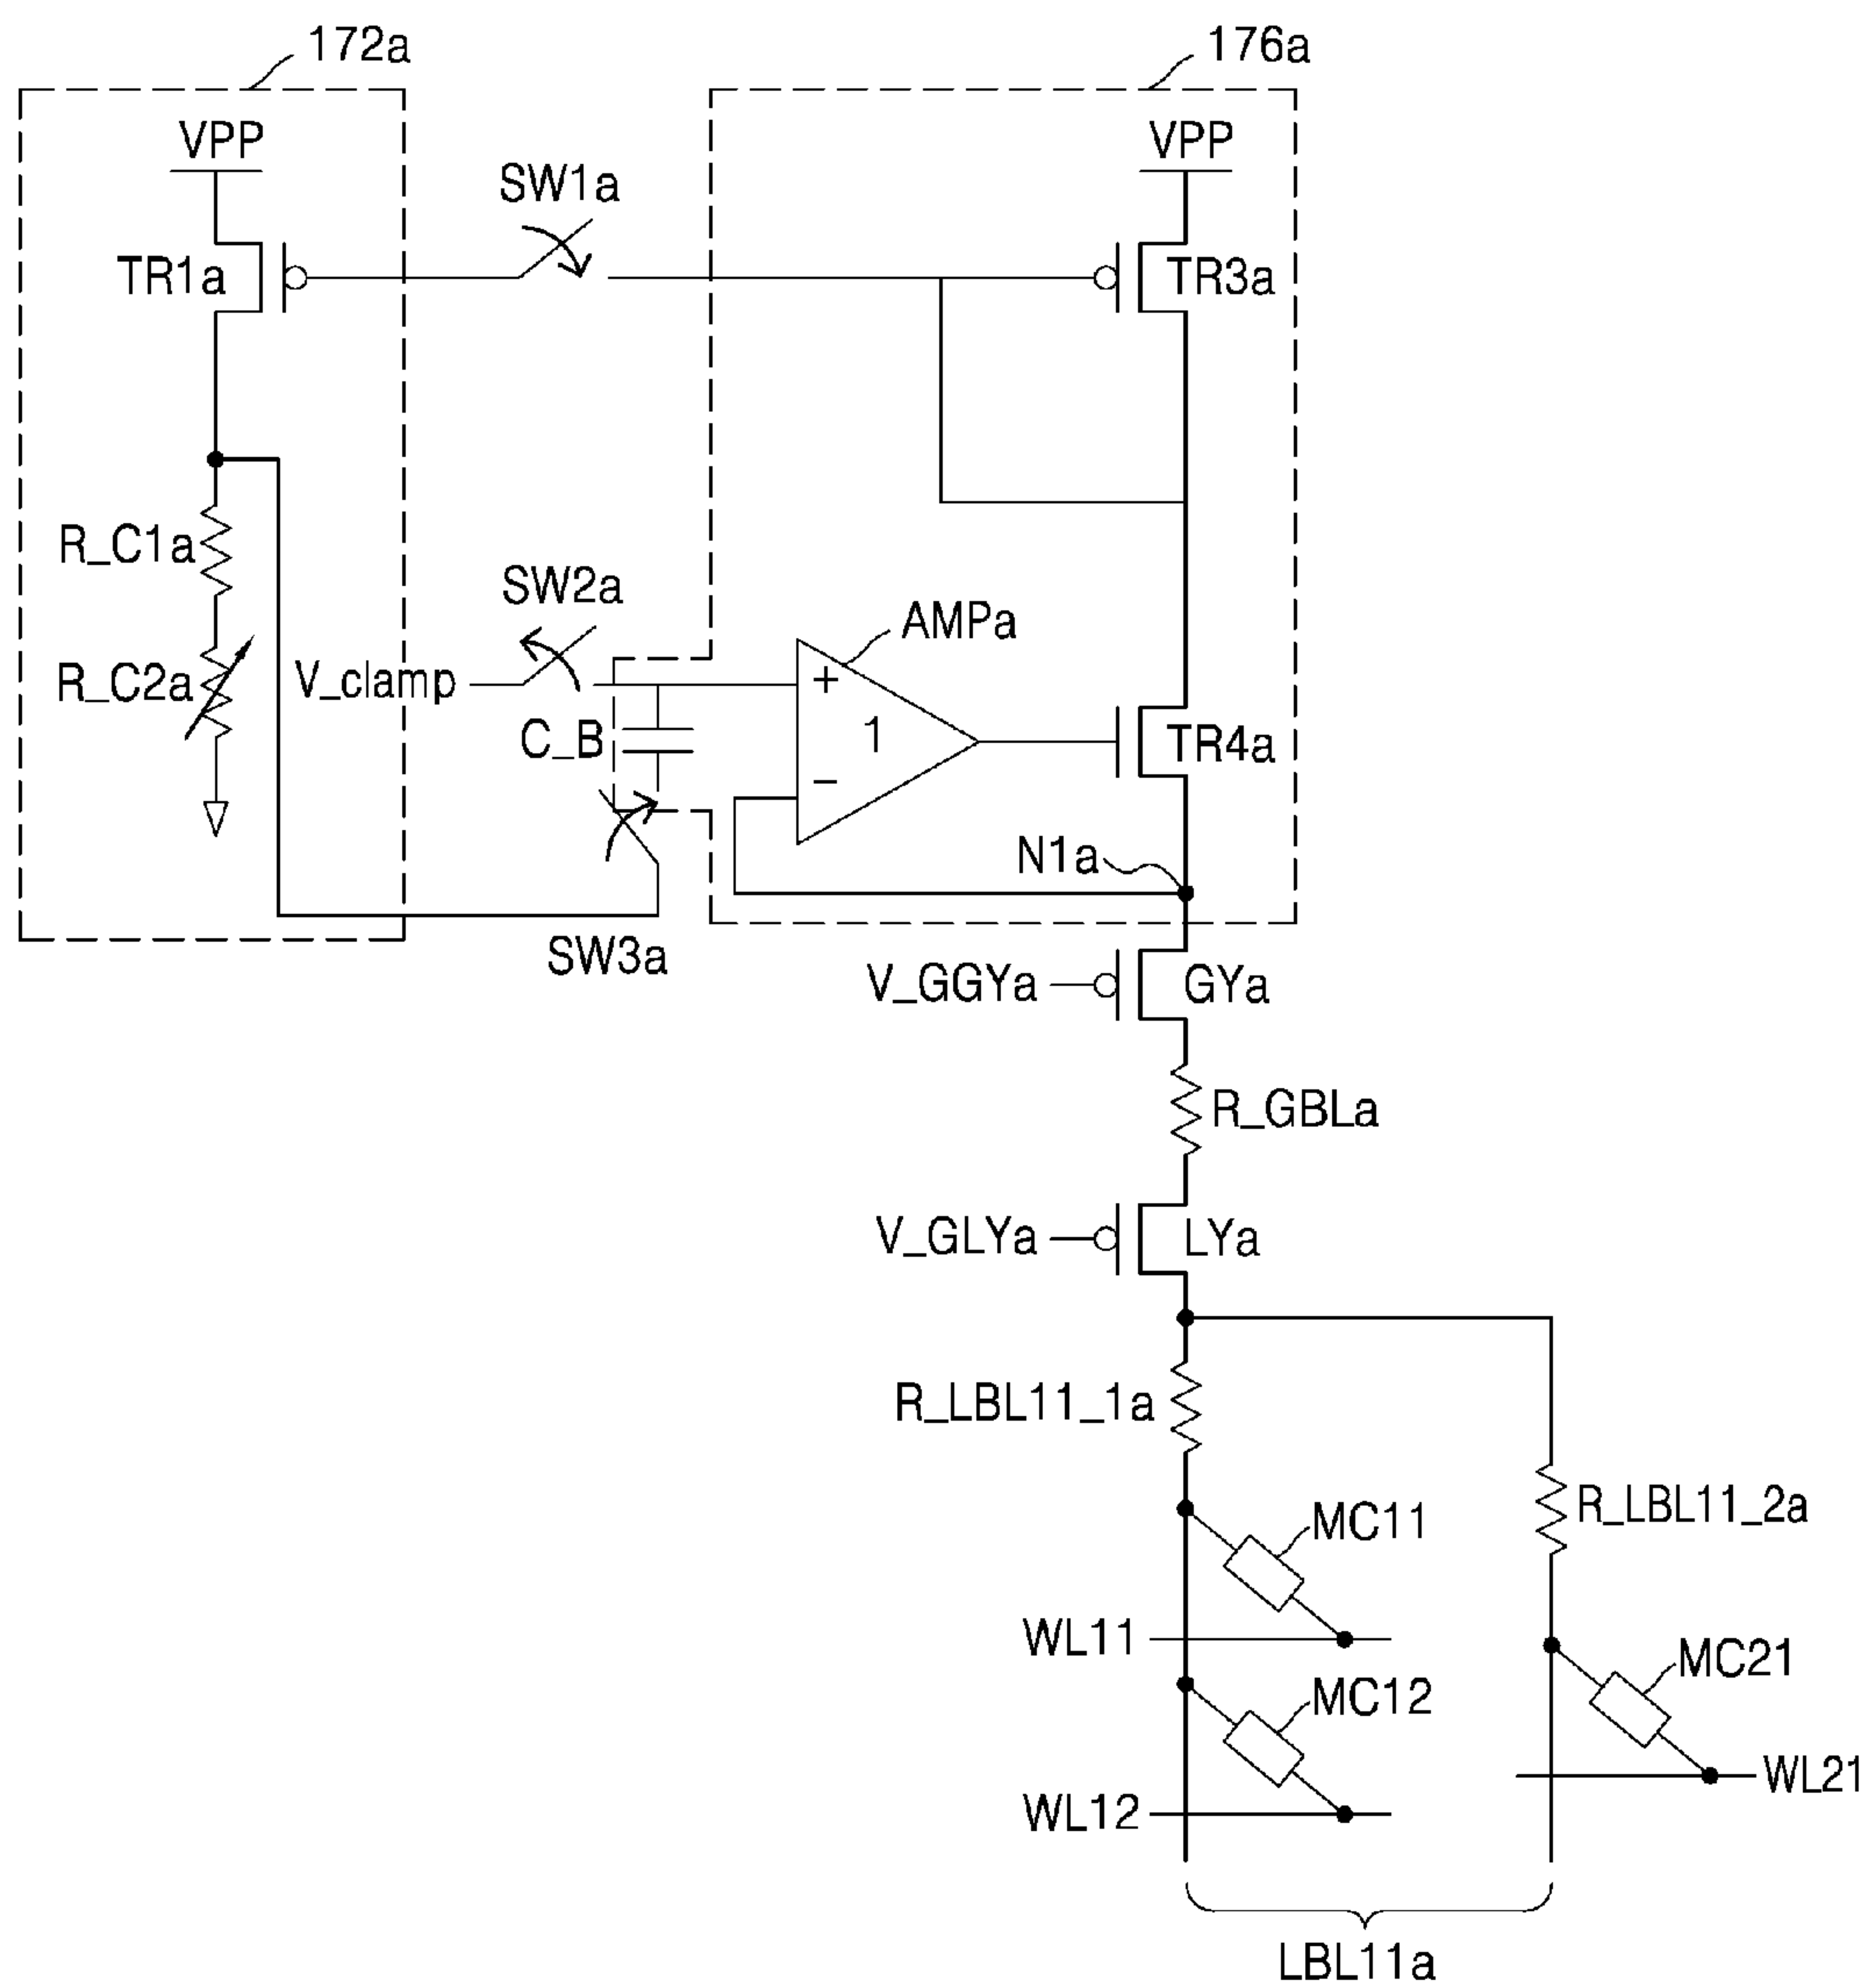 172a
176a
VPP
VPP
SW1a
TR1a
TR3a
R_C1a
SW2a
AMPa
+
R_C2a
V_clamp
C_B
1
TR4a
−
N1a
SW3a
V_GGYa
GYa
R_GBLa
V_GLYa
LYa
R_LBL11_1a
R_LBL11_2a
MC11
WL11
MC21
MC12
WL21
WL12
LBL11a